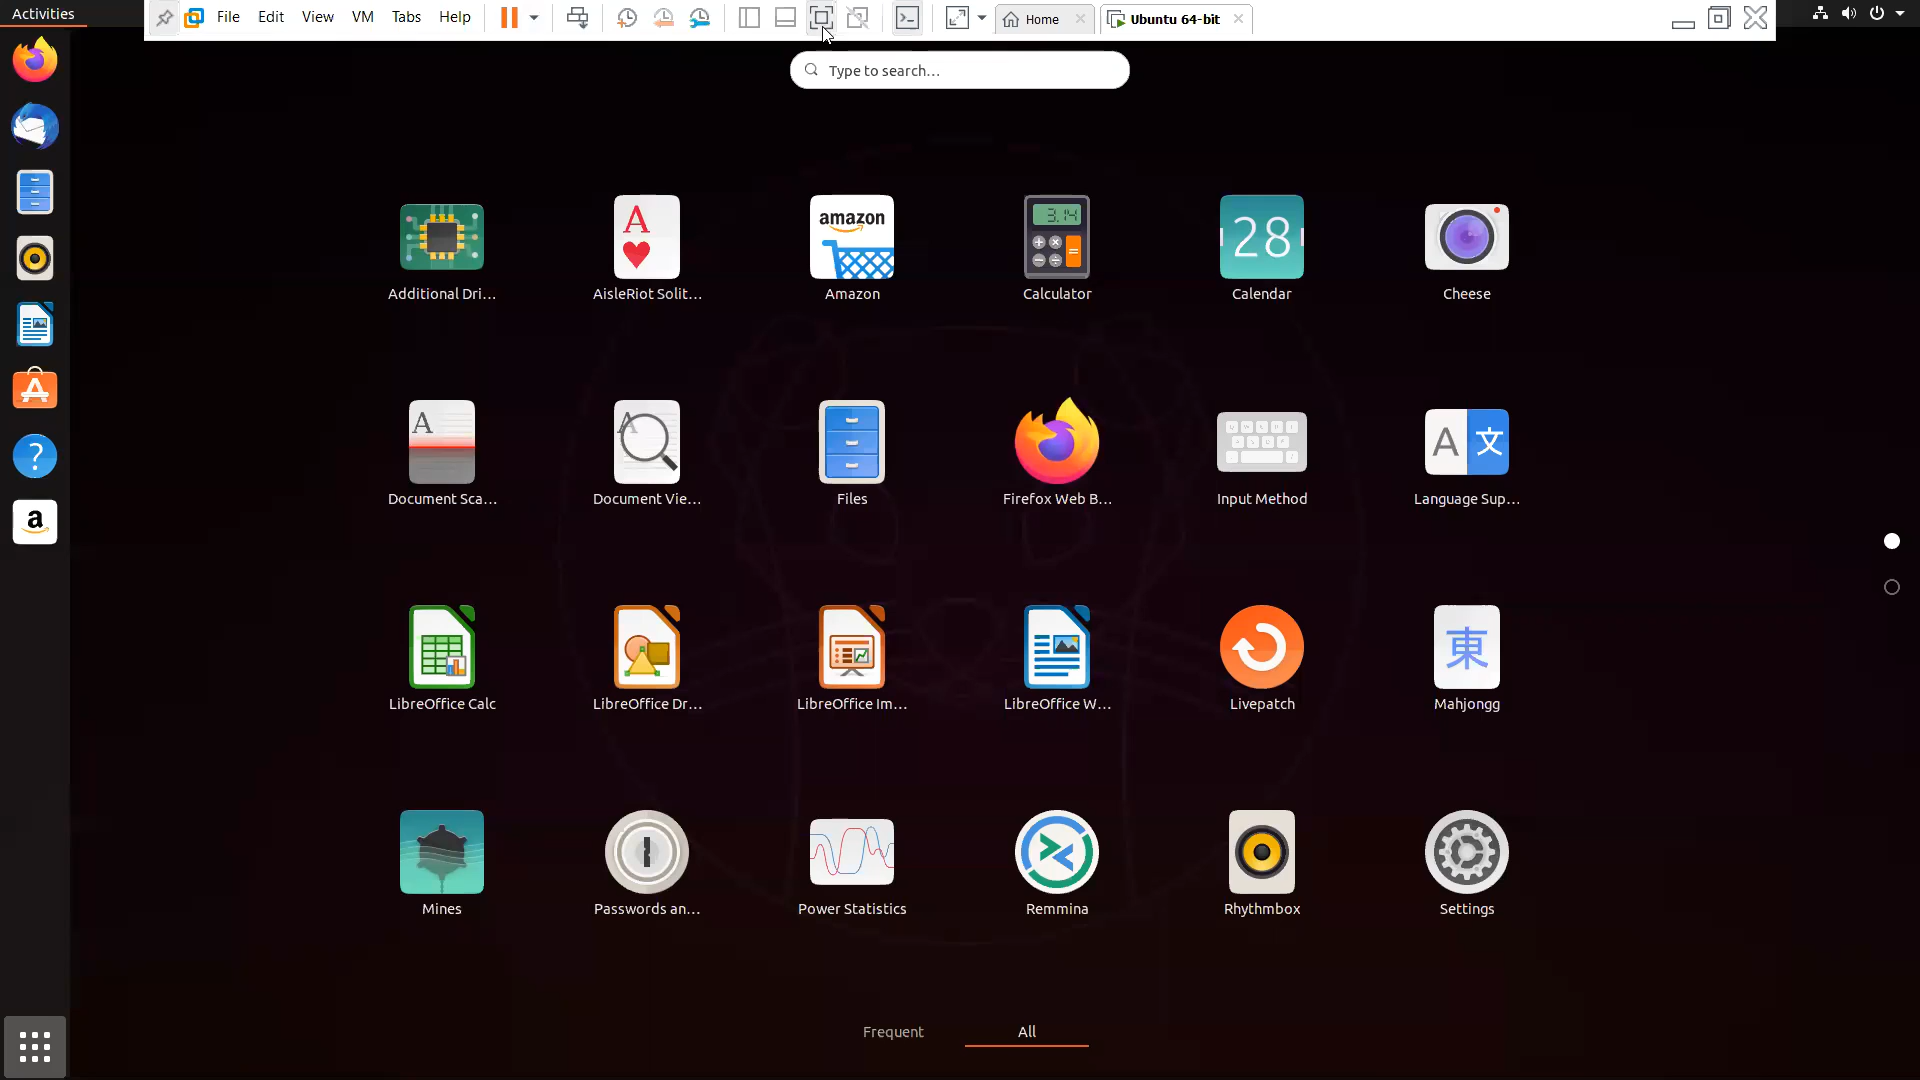 Activities
File Edit View VM Tabs Help
Home
Ubuntu 64-bit
Type to search...
amazon
A
3.14
28
Additional Dri...
AisleRiot Solit...
Amazon
Calculator
Calendar
Cheese
A
A
A 文
Document Sca...
Document Vie...
Files
Firefox Web B...
Input Method
Language Sup...
東
LibreOffice Calc
LibreOffice Dr...
LibreOffice Im...
LibreOffice W...
Livepatch
Mahjongg
Mines
Passwords an...
Power Statistics
Remmina
Rhythmbox
Settings
?
a
Frequent
All